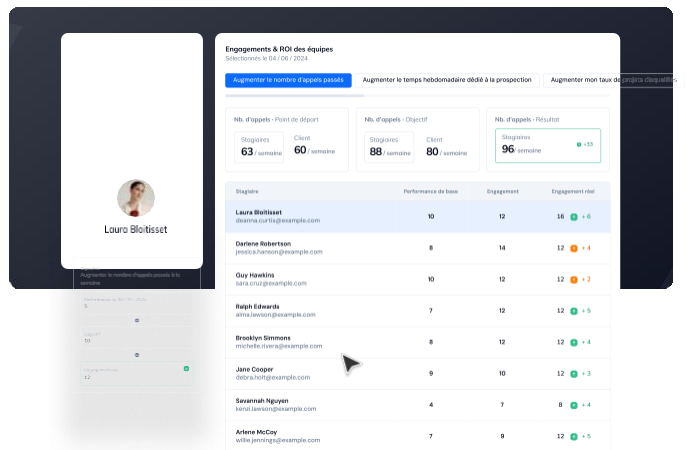 Laura Bloitisset
Augmenter le nombre d'appels passés à la
semaine
5
10
12
Engagements & ROI des équipes
Sélectionnés le 04 / 06 / 2024
Augmenter le nombre d'appels passés
Augmenter le temps hebdomadaire dédié à la prospection
Augmenter mon taux de projets disqualifiés
Nb. d'appels - Point de départ
Stagiaires
63 / semaine
Client
60 / semaine
Nb. d'appels - Objectif
Stagiaires
88 / semaine
Client
80 / semaine
Nb. d'appels - Résultat
Stagiaires
96 / semaine
+33
Stagiaire Performance de base Engagement Engagement réel
Laura Bloitisset
deanna.curtis@example.com
10 12 16 + 6
Darlene Robertson
jessica.hanson@example.com
8 14 12 + 4
Guy Hawkins
sara.cruz@example.com
10 12 12 + 2
Ralph Edwards
alma.lawson@example.com
7 12 12 + 5
Brooklyn Simmons
michelle.rivera@example.com
8 12 12 + 4
Jane Cooper
debra.holt@example.com
9 10 12 + 3
Savannah Nguyen
kenzi.lawson@example.com
4 7 8 + 4
Arlene McCoy
willie.jennings@example.com
7 9 12 + 5